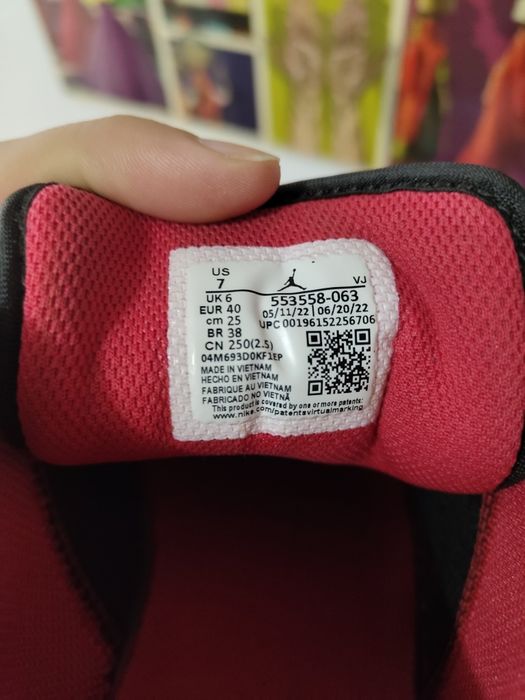 US
7
VJ
UK 6
553558-063
EUR 40
05/11/22 06/20/22
cm 25
UPC 00196152256706
BR 38
CN 250(2.5)
04M693D0KF1EP
MADE IN VIETNAM
HECHO EN VIETNAM
FABRIQUE AU VIETNAM
FABRICADO NO VIETNÃ
This product is covered by one or more patents:
www.nike.com/patentsvirtualmarking